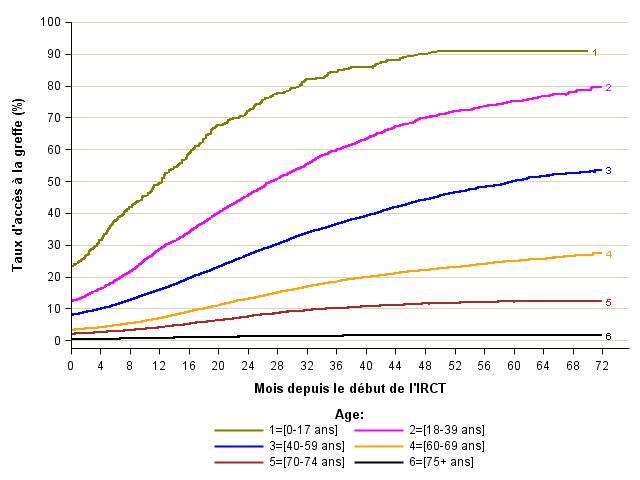 100
90
80
70
60
50
40
30
20
10
0
Taux d'accès à la greffe (%)
1
2
3
4
5
6
0 4 8 12 16 20 24 28 32 36 40 44 48 52 56 60 64 68 72
Mois depuis le début de l'IRCT
Age:
1=[0-17 ans] 2=[18-39 ans]
3=[40-59 ans] 4=[60-69 ans]
5=[70-74 ans] 6=[75+ ans]